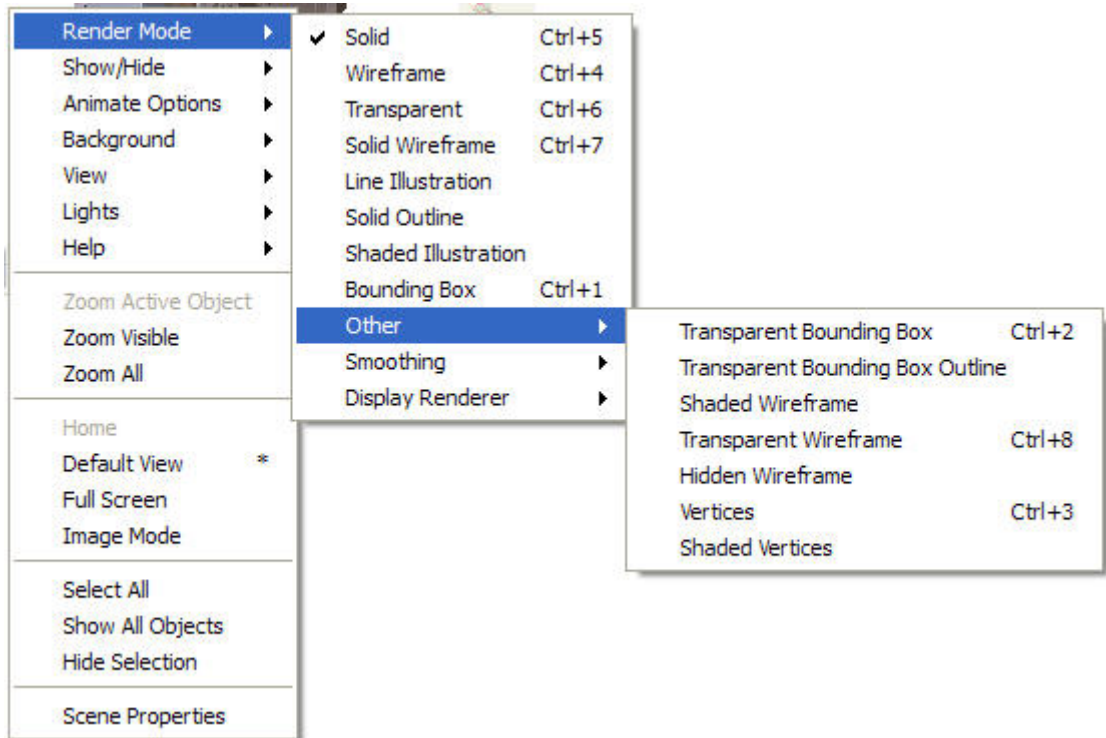 Render Mode
Show/Hide
Animate Options
Background
View
Lights
Help
Zoom Active Object
Zoom Visible
Zoom All
Home
Default View *
Full Screen
Image Mode
Select All
Show All Objects
Hide Selection
Scene Properties
Solid Ctrl+5
Wireframe Ctrl+4
Transparent Ctrl+6
Solid Wireframe Ctrl+7
Line Illustration
Solid Outline
Shaded Illustration
Bounding Box Ctrl+1
Other
Smoothing
Display Renderer
Transparent Bounding Box Ctrl+2
Transparent Bounding Box Outline
Shaded Wireframe
Transparent Wireframe Ctrl+8
Hidden Wireframe
Vertices Ctrl+3
Shaded Vertices